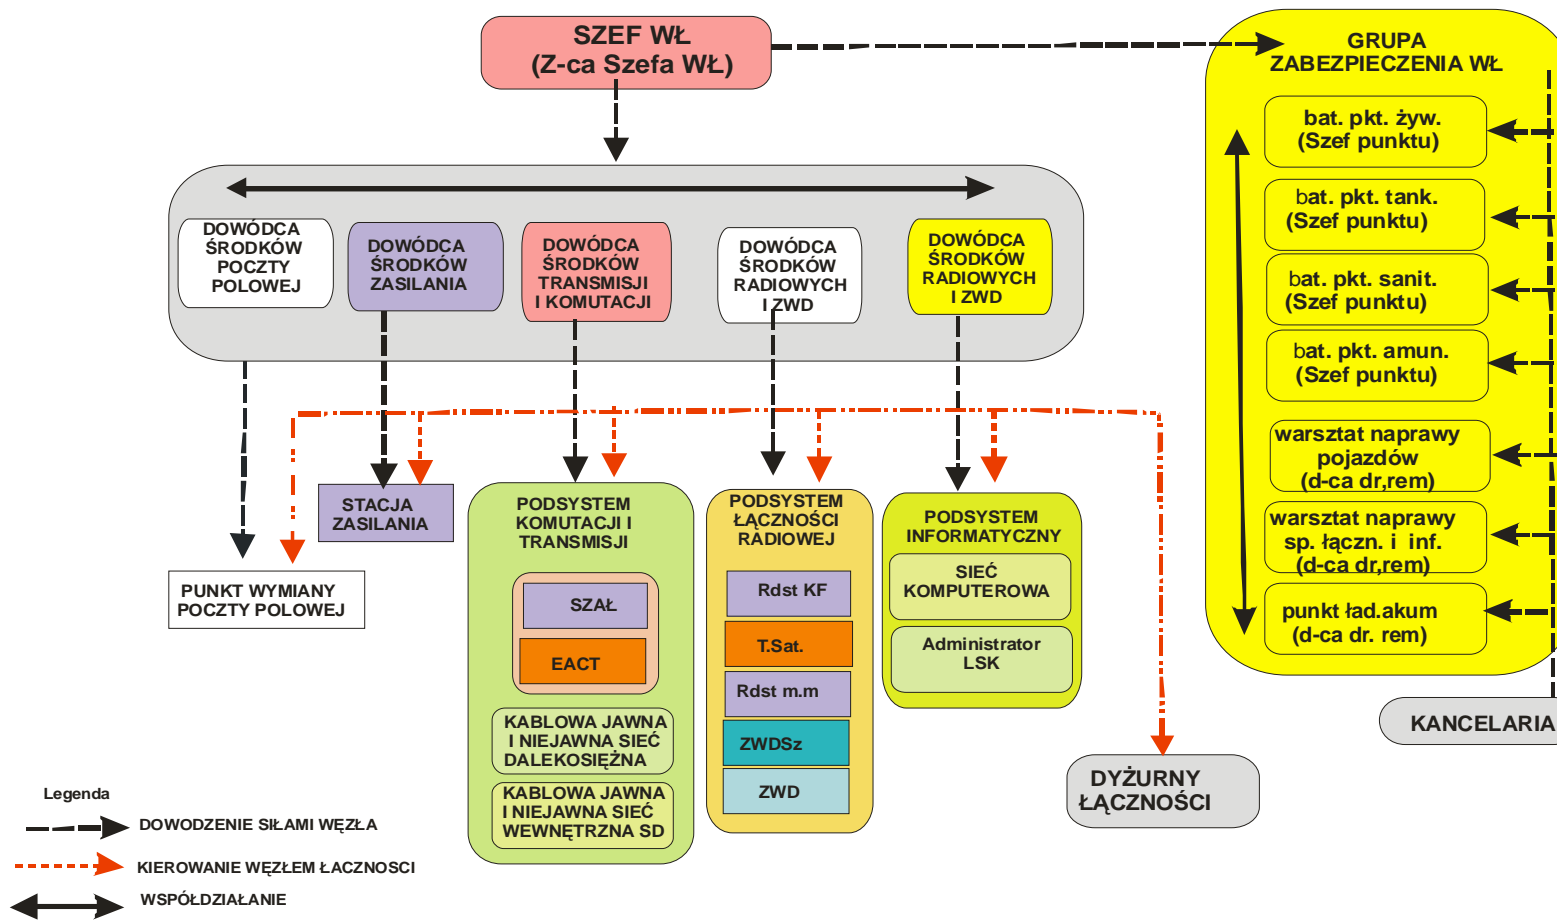 SZEF WŁ
(Z-ca Szefa WŁ)
GRUPA
ZABEZPIECZENIA WŁ
bat. pkt. żyw.
(Szef punktu)
bat. pkt. tank.
(Szef punktu)
bat. pkt. sanit.
(Szef punktu)
bat. pkt. amun.
(Szef punktu)
warsztat naprawy
pojazdów
(d-ca dr,rem)
warsztat naprawy
sp. łączn. i inf.
(d-ca dr,rem)
punkt ład.akum
(d-ca dr. rem)
KANCELARIA
DOWÓDCA
ŚRODKÓW
POCZTY
POLOWEJ
DOWÓDCA
ŚRODKÓW
ZASILANIA
DOWÓDCA
ŚRODKÓW
TRANSMISJI
I KOMUTACJI
DOWÓDCA
ŚRODKÓW
RADIOWYCH
I ZWD
DOWÓDCA
ŚRODKÓW
RADIOWYCH
I ZWD
PUNKT WYMIANY
POCZTY POLOWEJ
STACJA
ZASILANIA
PODSYSTEM
KOMUTACJI I
TRANSMISJI
SZAŁ
EACT
KABLOWA JAWNA
I NIEJAWNA SIEĆ
DALEKOSIĘŻNA
KABLOWA JAWNA
I NIEJAWNA SIEĆ
WEWNĘTRZNA SD
PODSYSTEM
ŁĄCZNOŚCI
RADIOWEJ
Rdst KF
T.Sat.
Rdst m.m
ZWDSz
ZWD
PODSYSTEM
INFORMATYCZNY
SIEĆ
KOMPUTEROWA
Administrator
LSK
DYŻURNY
ŁĄCZNOŚCI
Legenda
DOWODZENIE SIŁAMI WĘZŁA
KIEROWANIE WĘZŁEM ŁACZNOŚCI
WSPÓŁDZIAŁANIE